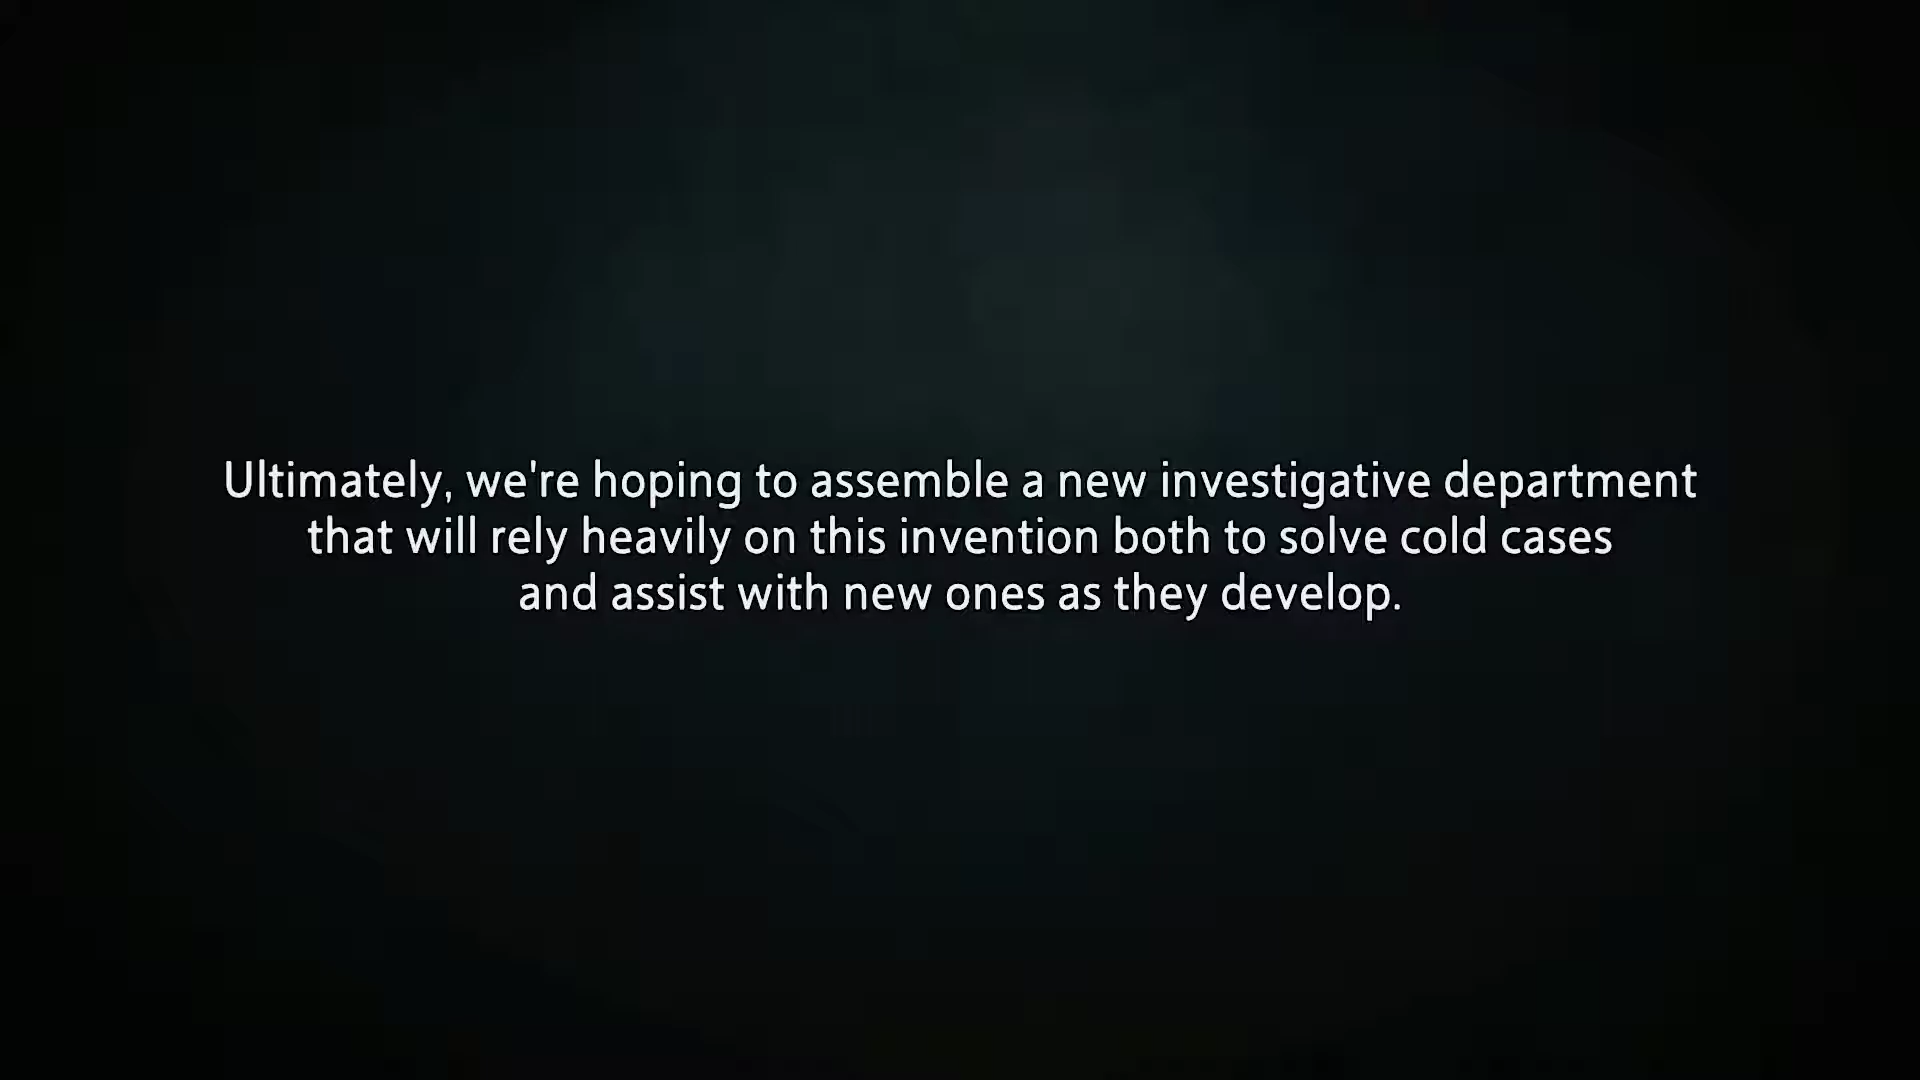 Ultimately, we're hoping to assemble a new investigative department
that will rely heavily on this invention both to solve cold cases
and assist with new ones as they develop.